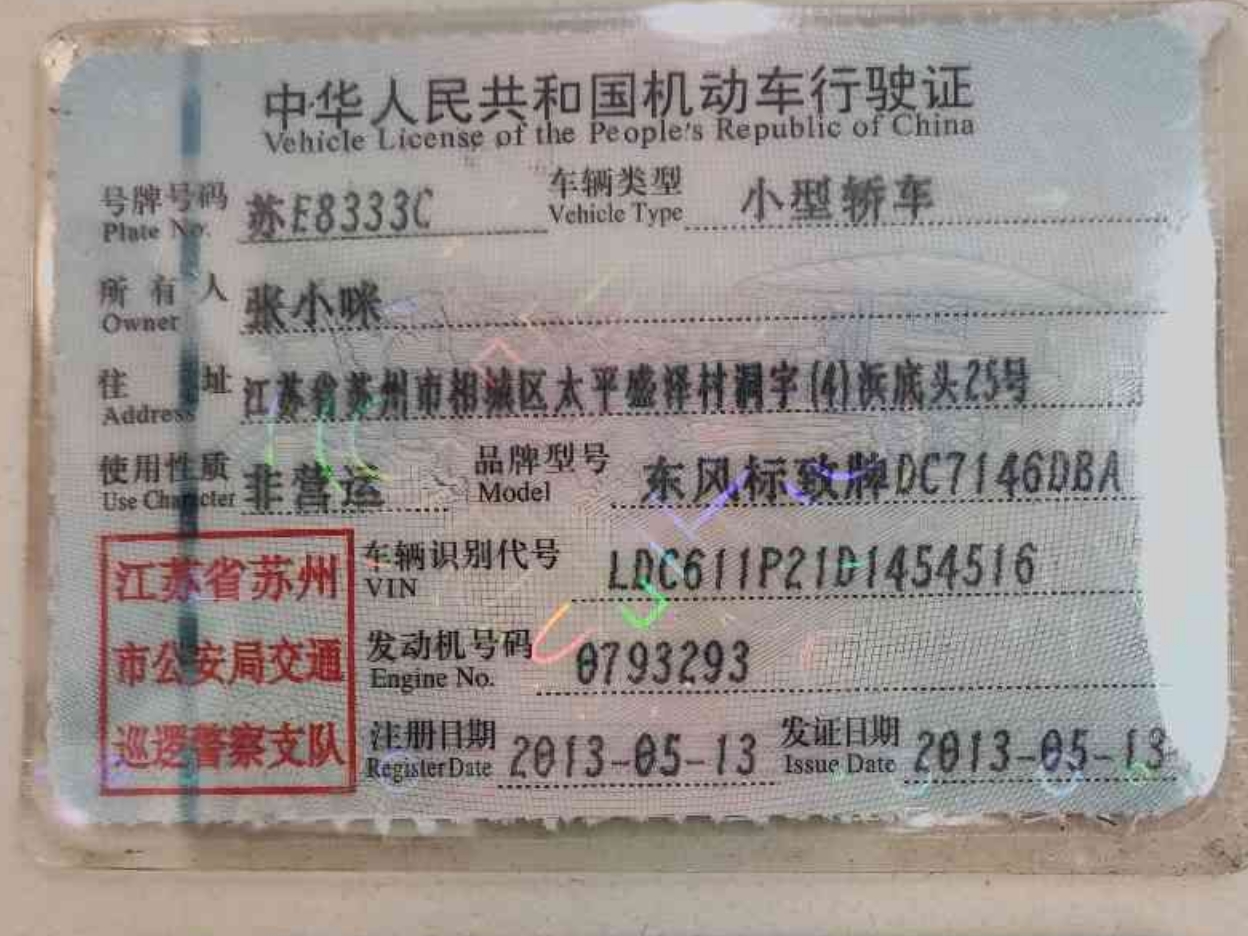 中华人民共和国机动车行驶证
Vehicle License of the People's Republic of China
号牌号码 苏E8333C 车辆类型 小型轿车
Plate No. Vehicle Type
所有人 张小咪
Owner
住址 江苏省苏州市相城区太平盛泽村洞字(4)浜底头25号
Address
使用性质 非营运 品牌型号 东风标致牌DC7146DBA
Use Character Model
江苏省苏州
市公安局交通
巡逻警察支队
车辆识别代号 LDC611P21D1454516
VIN
发动机号码 0793293
Engine No.
注册日期 2013-05-13 发证日期 2013-05-13
Register Date Issue Date